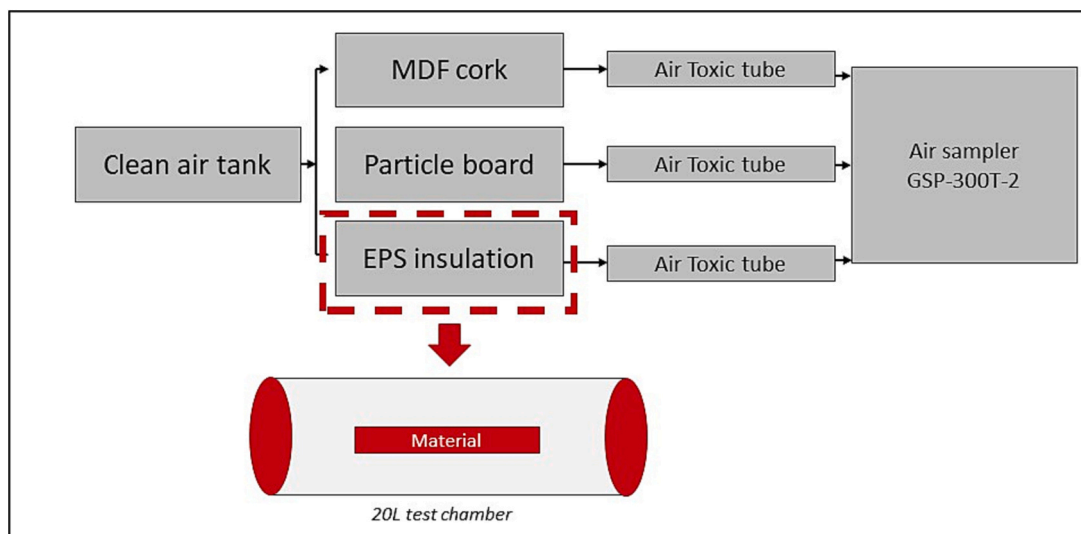 MDF cork
Air Toxic tube
Clean air tank
Particle board
Air Toxic tube
Air sampler
GSP-300T-2
EPS insulation
Air Toxic tube
Material
20L test chamber